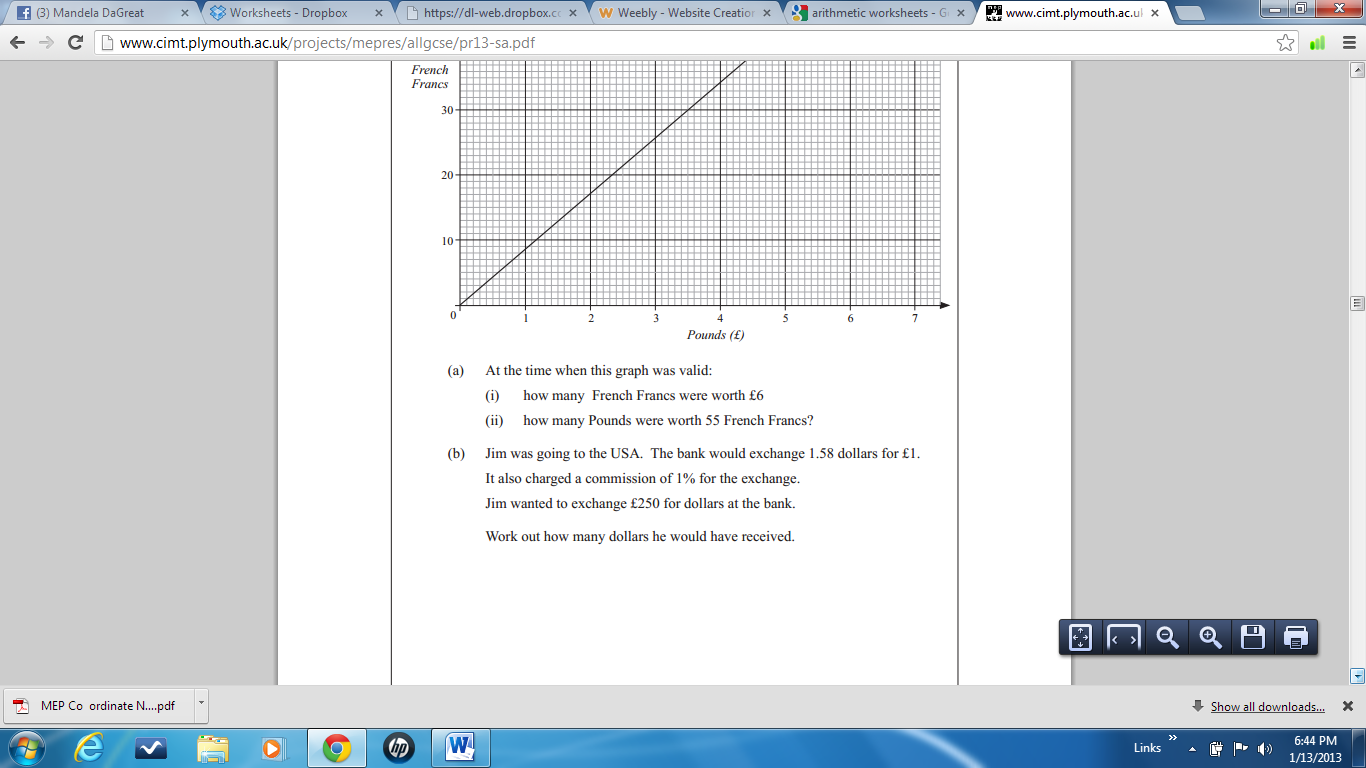 (3) Mandela DaGreat
Worksheets - Dropbox
https://dl-web.dropbox.c
Weebly - Website Creation
arithmetic worksheets - G
www.cimt.plymouth.ac.u
www.cimt.plymouth.ac.uk/projects/mepres/allgcse/pr13-sa.pdf
French
Francs
30
20
10
0
1 2 3 4 5 6 7
Pounds (£)
(a) At the time when this graph was valid:
(i) how many French Francs were worth £6
(ii) how many Pounds were worth 55 French Francs?
(b) Jim was going to the USA. The bank would exchange 1.58 dollars for £1.
It also charged a commission of 1% for the exchange.
Jim wanted to exchange £250 for dollars at the bank.
Work out how many dollars he would have received.
MEP Co ordinate N....pdf
Show all downloads...
hp
W
Links
6:44 PM
1/13/2013